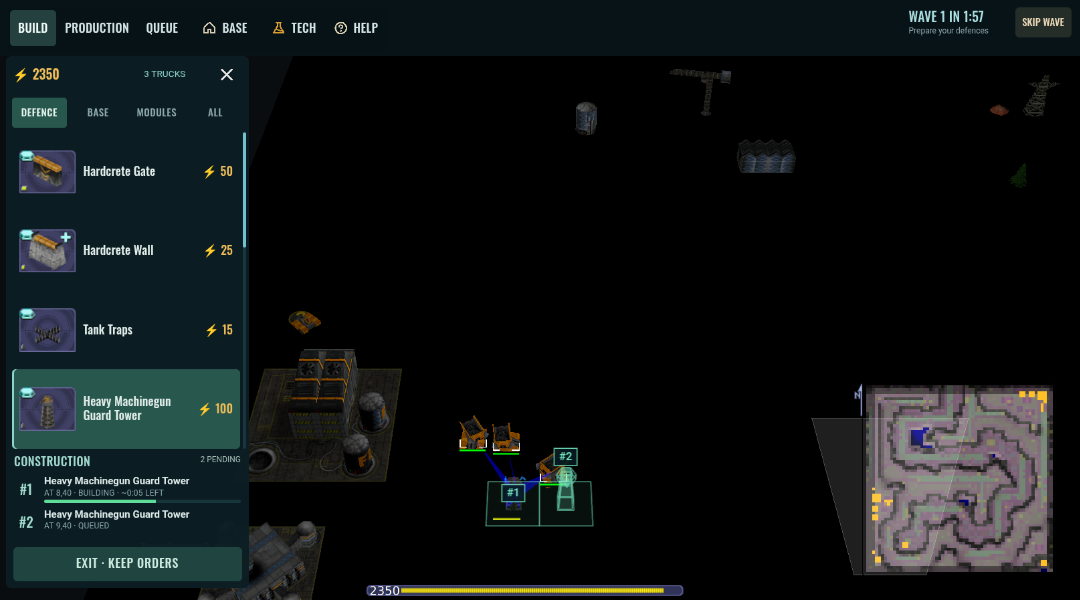 BUILD
PRODUCTION
QUEUE
BASE
TECH
HELP
WAVE 1 IN 1:57
Prepare your defences
SKIP WAVE
2350
3 TRUCKS
DEFENCE
BASE
MODULES
ALL
Hardcrete Gate
50
Hardcrete Wall
25
Tank Traps
15
Heavy Machinegun
Guard Tower
100
CONSTRUCTION
2 PENDING
#1
Heavy Machinegun Guard Tower
AT 8,40 · BUILDING · ~0:05 LEFT
#2
Heavy Machinegun Guard Tower
AT 9,40 · QUEUED
EXIT · KEEP ORDERS
#2
#1
N
2350